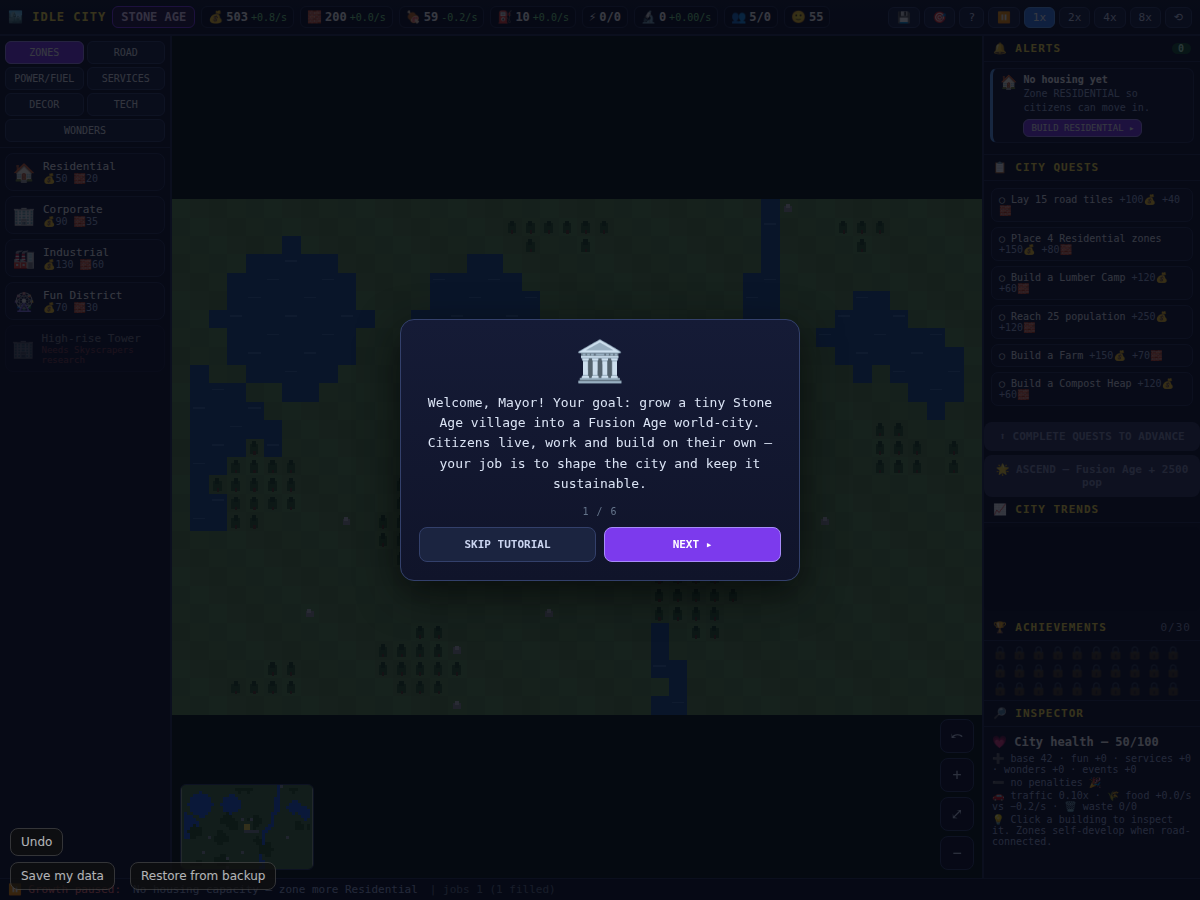 IDLE CITY
STONE AGE
503 +0.8/s
200 +0.0/s
59 -0.2/s
10 +0.0/s
0/0
0 +0.00/s
5/0
55
?
1x
2x
4x
8x
ZONES
ROAD
POWER/FUEL
SERVICES
DECOR
TECH
WONDERS
Residential
50 20
Corporate
90 35
Industrial
130 60
Fun District
70 30
High-rise Tower
Needs Skyscrapers
research
ALERTS
0
No housing yet
Zone RESIDENTIAL so
citizens can move in.
BUILD RESIDENTIAL ▸
CITY QUESTS
○ Lay 15 road tiles +100 +40
○ Place 4 Residential zones
+150 +80
○ Build a Lumber Camp +120
+60
○ Reach 25 population +250
+120
○ Build a Farm +150 +70
○ Build a Compost Heap +120
+60
⬆ COMPLETE QUESTS TO ADVANCE
🌟 ASCEND — Fusion Age + 2500
pop
CITY TRENDS
ACHIEVEMENTS
0/30
INSPECTOR
City health — 50/100
➕ base 42 · fun +0 · services +0
· wonders +0 · events +0
➖ no penalties
traffic 0.10x · food +0.0/s
vs −0.2/s · waste 0/0
Click a building to inspect
it. Zones self-develop when road-
connected.
Welcome, Mayor! Your goal: grow a tiny Stone
Age village into a Fusion Age world-city.
Citizens live, work and build on their own —
your job is to shape the city and keep it
sustainable.
1 / 6
SKIP TUTORIAL
NEXT ▸
+
−
Undo
Save my data
Restore from backup
Growth paused: No housing capacity — zone more Residential | jobs 1 (1 filled)